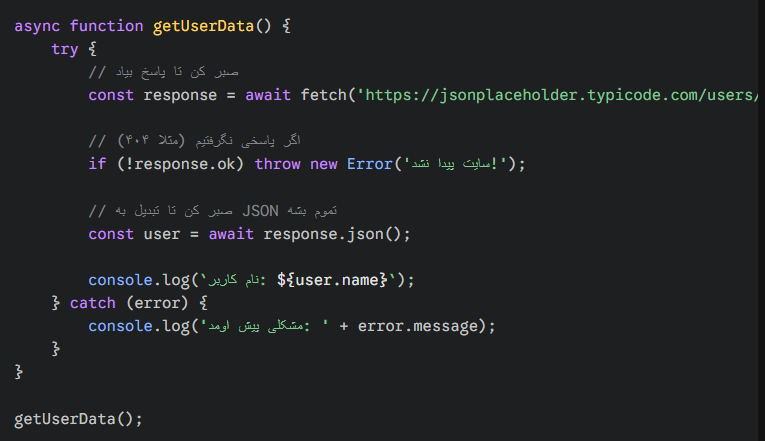 async function getUserData() {
try {
// صبر کن تا پاسخ بیاد
const response = await fetch('https://jsonplaceholder.typicode.com/users/
// اگر پاسخی نگرفتیم (مثلا ۴۰۴)
if (!response.ok) throw new Error('سایت پیدا نشد!');
// صبر کن تا تبدیل به JSON تموم بشه
const user = await response.json();
console.log(`نام کاربر: ${user.name}`);
} catch (error) {
console.log('مشکلی پیش اومد: ' + error.message);
}
}
getUserData();